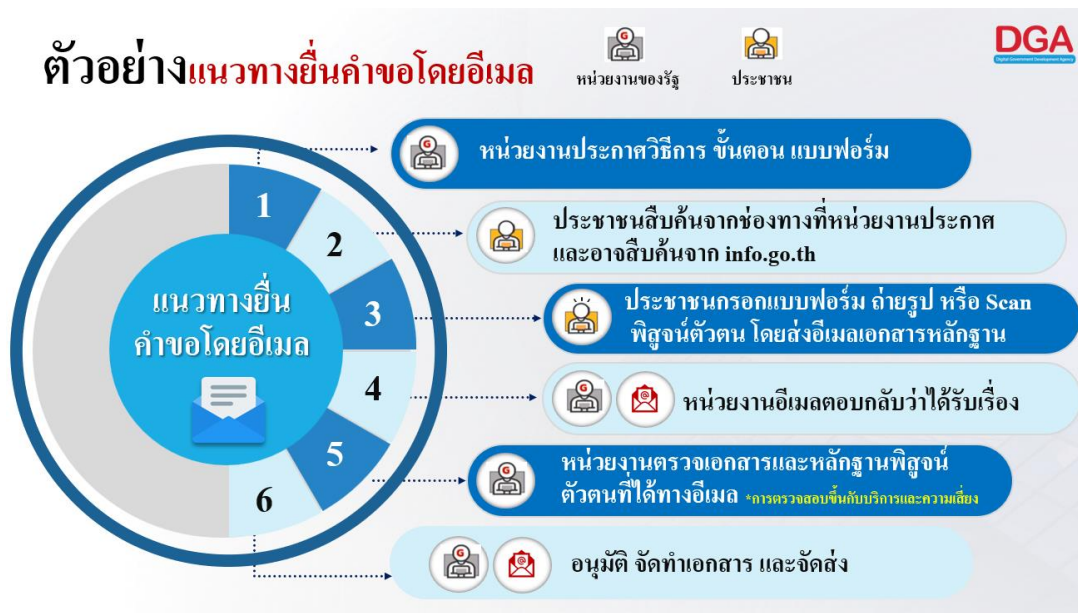 ตัวอย่างแนวทางยื่นคำขอโดยอีเมล
G
หน่วยงานของรัฐ
ประชาชน
DGA
Digital Government Development Agency
แนวทางยื่น
คำขอโดยอีเมล
1
G
หน่วยงานประกาศวิธีการ ขั้นตอน แบบฟอร์ม
2
ประชาชนสืบค้นจากช่องทางที่หน่วยงานประกาศ
และอาจสืบค้นจาก info.go.th
3
ประชาชนกรอกแบบฟอร์ม ถ่ายรูป หรือ Scan
พิสูจน์ตัวตน โดยส่งอีเมลเอกสารหลักฐาน
4
G
@
หน่วยงานอีเมลตอบกลับว่าได้รับเรื่อง
5
G
หน่วยงานตรวจเอกสารและหลักฐานพิสูจน์
ตัวตนที่ได้ทางอีเมล *การตรวจสอบขึ้นกับบริการและความเสี่ยง
6
G
@
อนุมัติ จัดทำเอกสาร และจัดส่ง